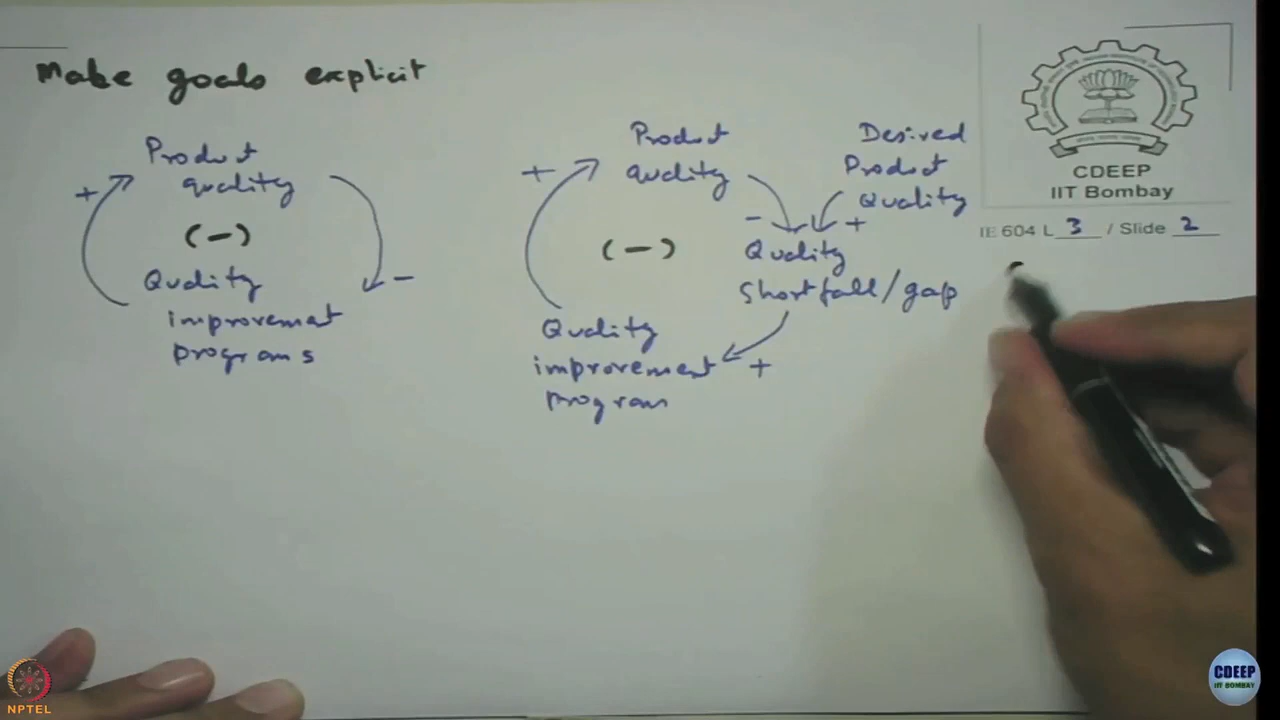 Make goals explicit
Product
quality
+
(-)
-
Quality
improvement
programs
Product
quality
+
(-)
Desired
Product
Quality
-
+
Quality
Shortfall/gap
Quality
improvement
program
+
CDEEP
IIT Bombay
IE 604 L 3 / Slide 2
NPTEL
CDEEP
IIT BOMBAY